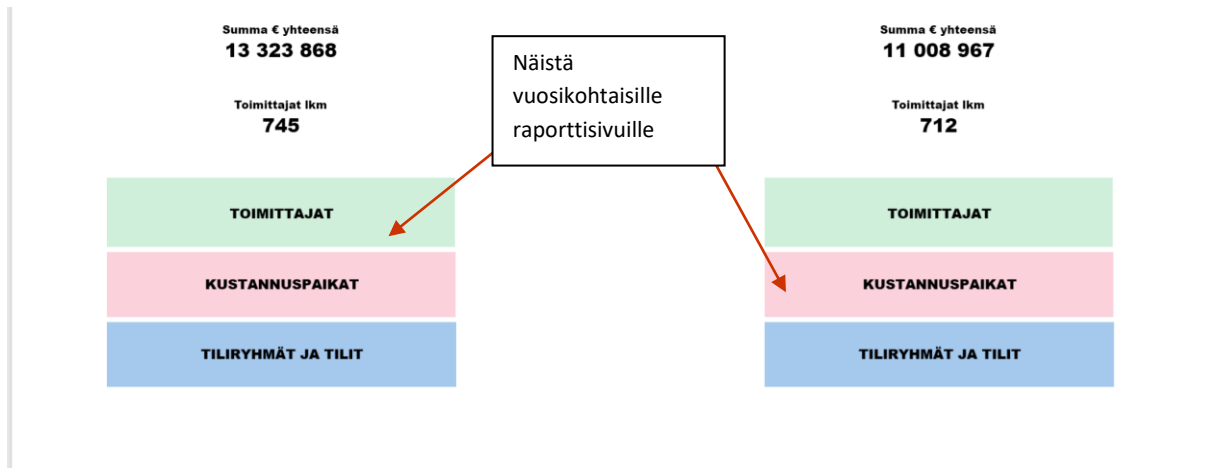 Summa € yhteensä
13 323 868
Toimittajat lkm
745
TOIMITTAJAT
KUSTANNUSPAIKAT
TILIRYHMÄT JA TILIT
Näistä
vuosikohtaisille
raporttisivuille
Summa € yhteensä
11 008 967
Toimittajat lkm
712
TOIMITTAJAT
KUSTANNUSPAIKAT
TILIRYHMÄT JA TILIT